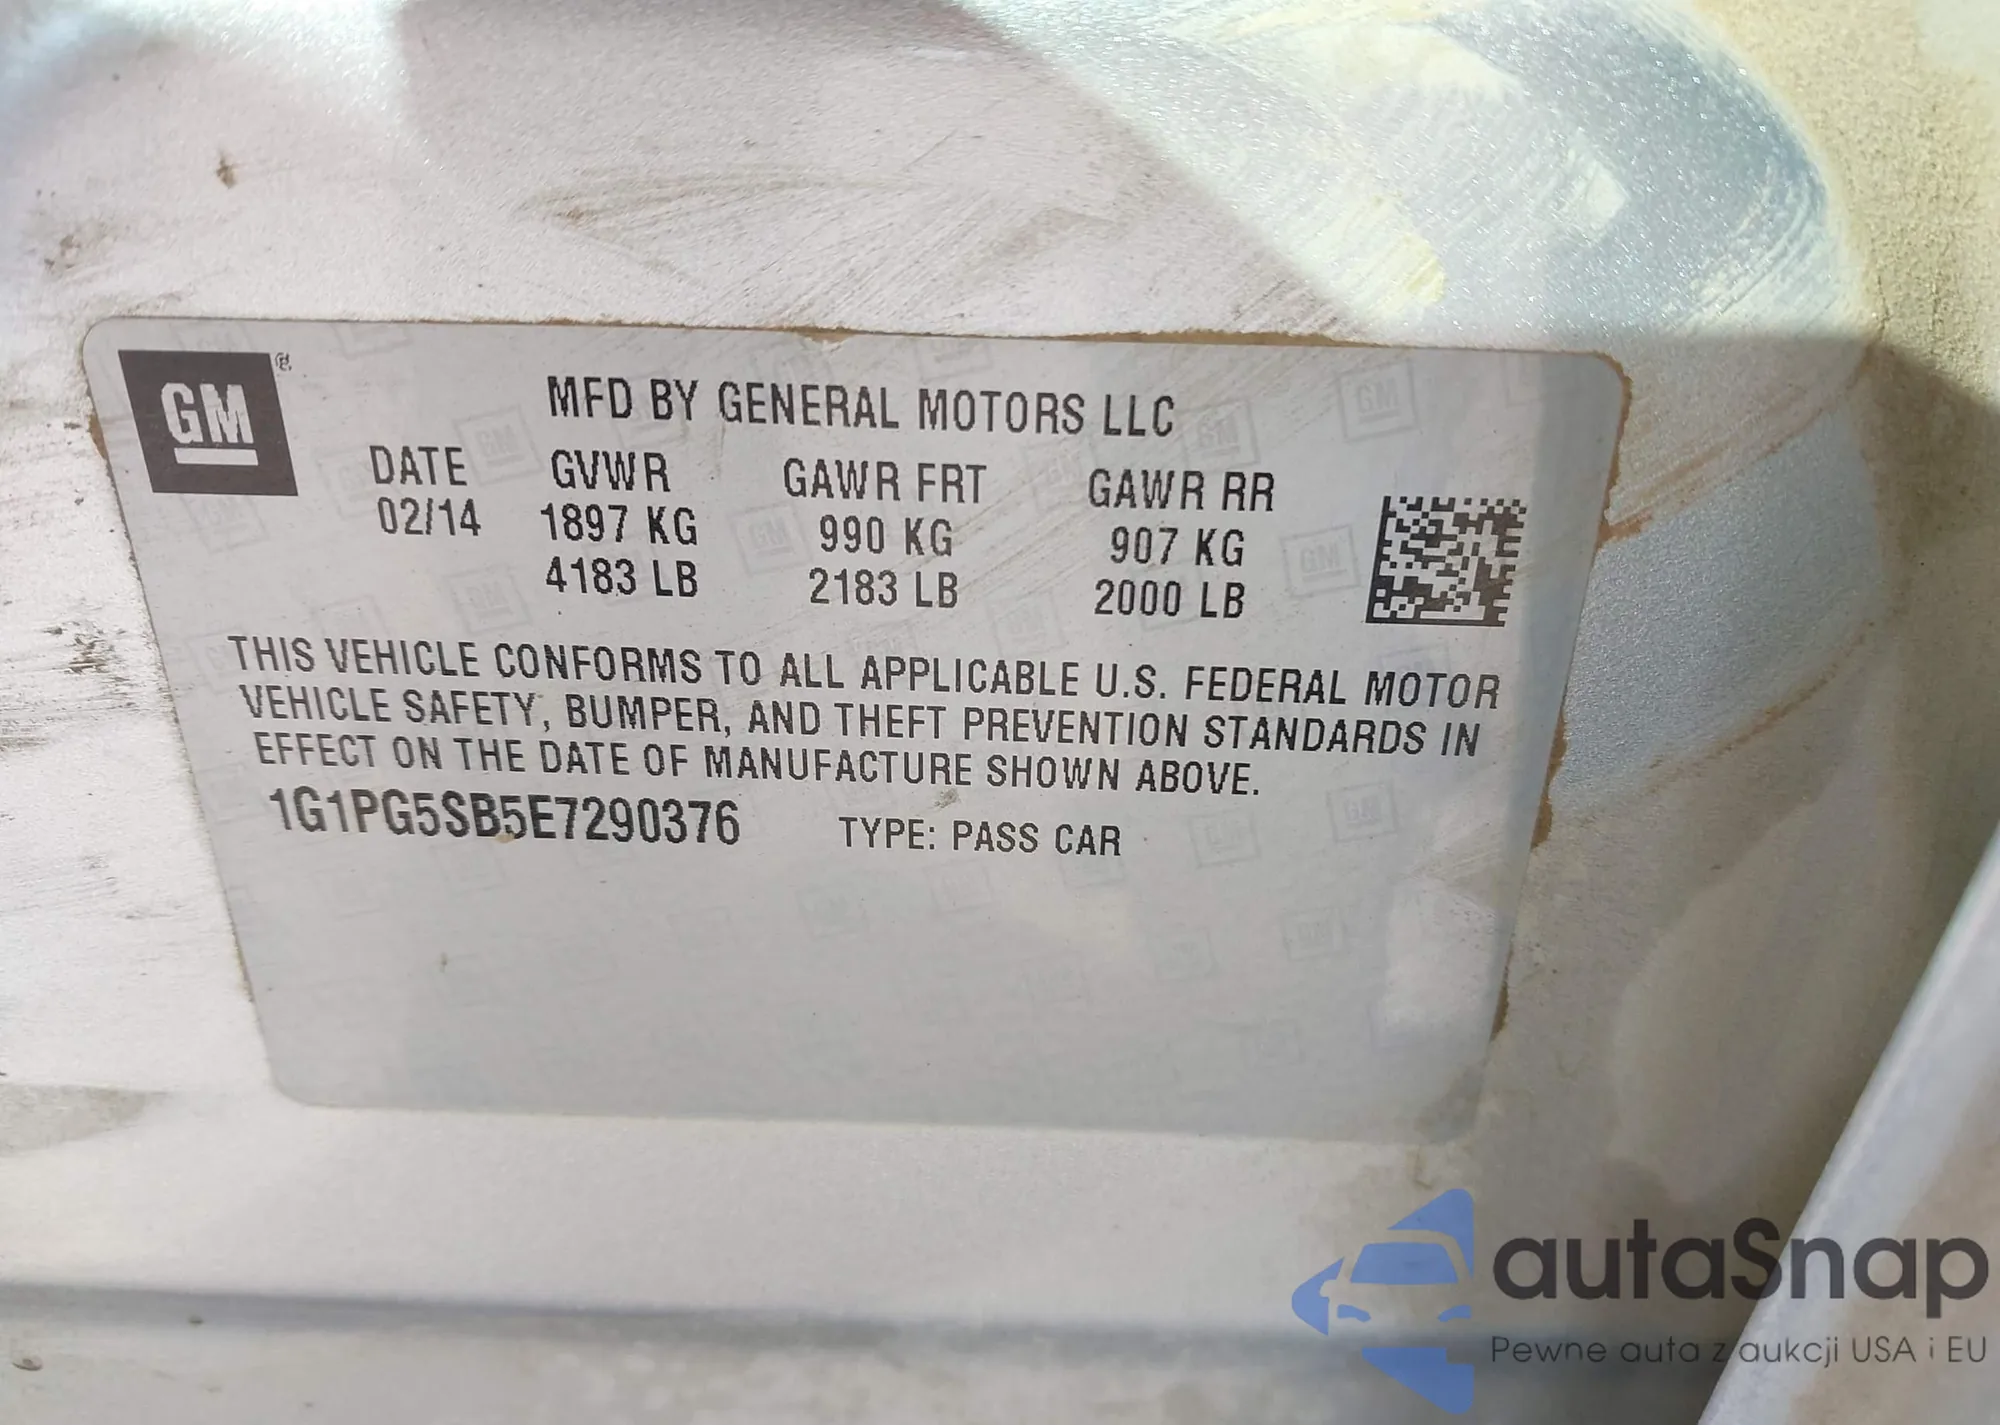 GM
MFD BY GENERAL MOTORS LLC
DATE GVWR GAWR FRT GAWR RR
02/14 1897 KG 990 KG 907 KG
4183 LB 2183 LB 2000 LB
THIS VEHICLE CONFORMS TO ALL APPLICABLE U.S. FEDERAL MOTOR
VEHICLE SAFETY, BUMPER, AND THEFT PREVENTION STANDARDS IN
EFFECT ON THE DATE OF MANUFACTURE SHOWN ABOVE.
1G1PG5SB5E7290376 TYPE: PASS CAR
autaSnap
Pewne auta z aukcji USA i EU